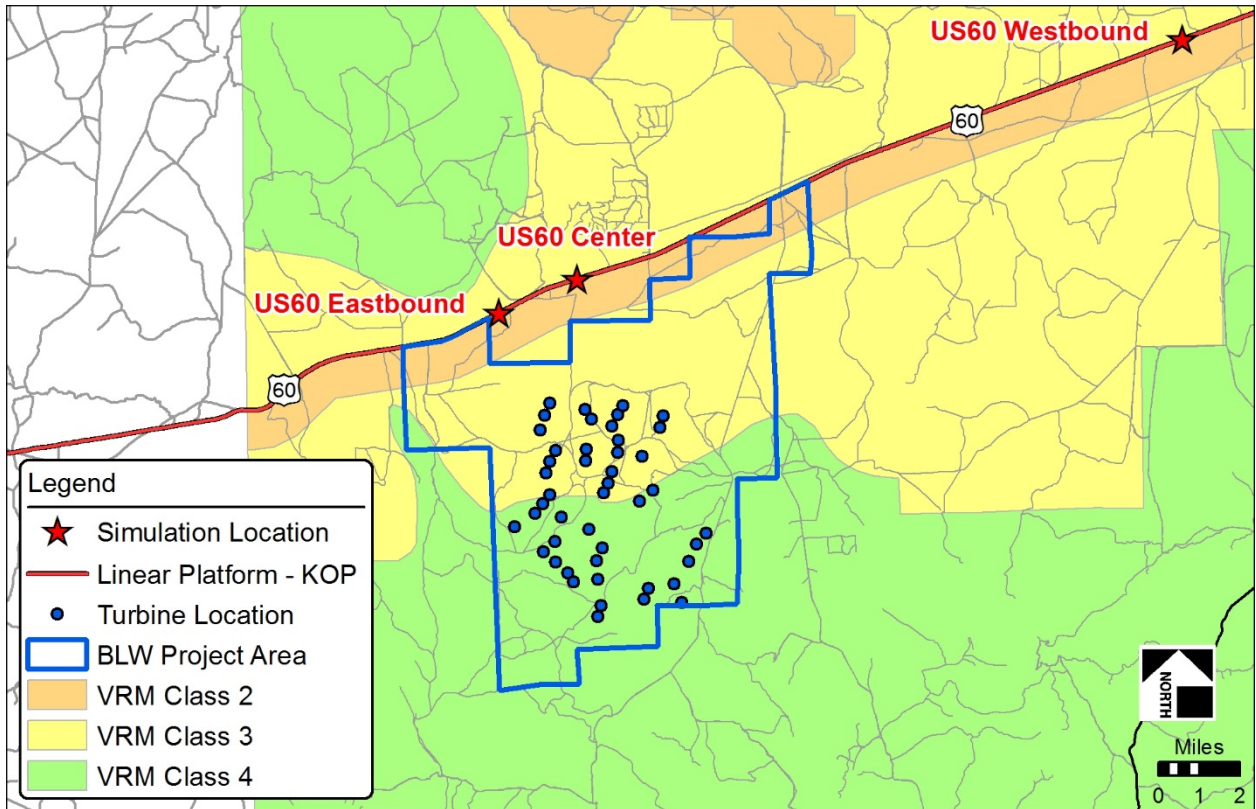 US60 Westbound
60
US60 Center
US60 Eastbound
60
Legend
Simulation Location
Linear Platform - KOP
Turbine Location
BLW Project Area
VRM Class 2
VRM Class 3
VRM Class 4
NORTH
Miles
0 1 2